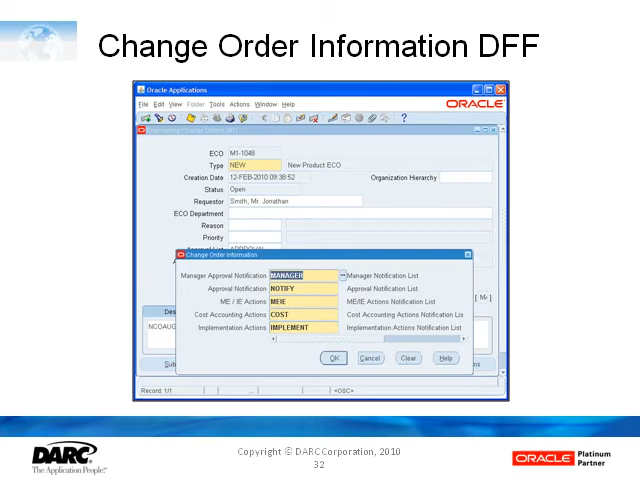 Change Order Information DFF
Oracle Applications
File Edit View Folder Tools Actions Window Help
ORACLE
ECO M1-1048
Type NEW New Product ECO
Creation Date 12-FEB-2010 09:38:52 Organization Hierarchy
Status Open
Requestor Smith, Mr. Jonathan
ECO Department
Reason
Priority
Change Order Information
Manager Approval Notification MANAGER Manager Notification List
Approval Notification NOTIFY Approval Notification List
ME / IE Actions MEIE ME/IE Actions Notification List
Cost Accounting Actions COST Cost Accounting Actions Notification Lis
Implementation Actions IMPLEMENT Implementation Actions Notification List
[ M
Des
NCOAUG
OK Cancel Clear Help
Sub
ns
Record: 1/1 ... <OSC>
DARC
The Application People.
Copyright © DARC Corporation, 2010
32
ORACLE Platinum
Partner